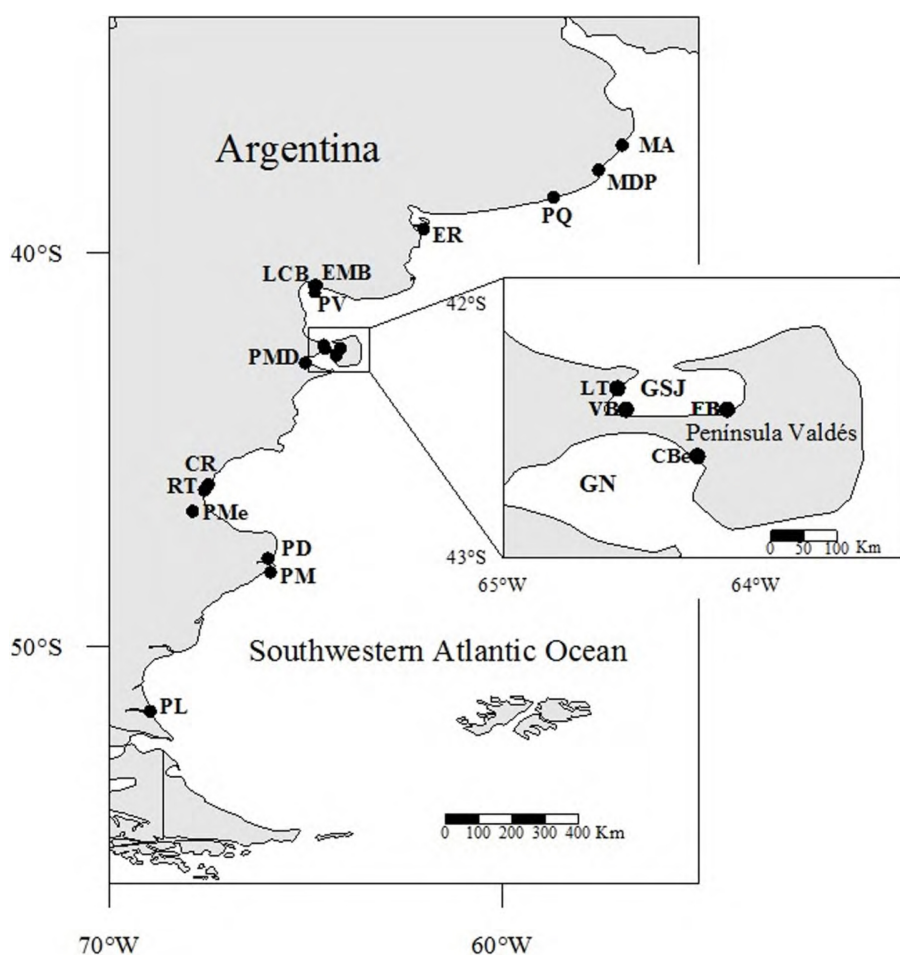 Argentina
MA
MDP
PQ
ER
40°S
LCB EMB
PV
42°S
PMD
LT
GSJ
VB
FB
Península Valdés
CBe
GN
0 50 100 Km
43°S
65°W
64°W
CR
RT
PMe
PD
PM
50°S
Southwestern Atlantic Ocean
PL
0 100 200 300 400 Km
70°W
60°W